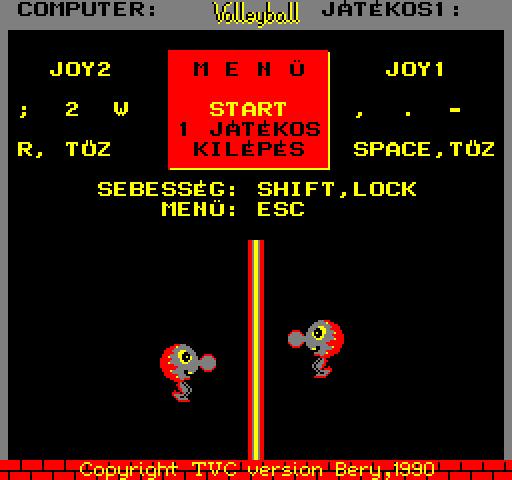 COMPUTER: Volleyball JÁTÉKOS1:
JOY2 MENÜ JOY1
; 2 W START , . -
1 JÁTÉKOS
R, TŰZ KILÉPÉS SPACE,TŰZ
SEBESSÉG: SHIFT,LOCK
MENÜ: ESC
Copyright TVC version Bery,1990